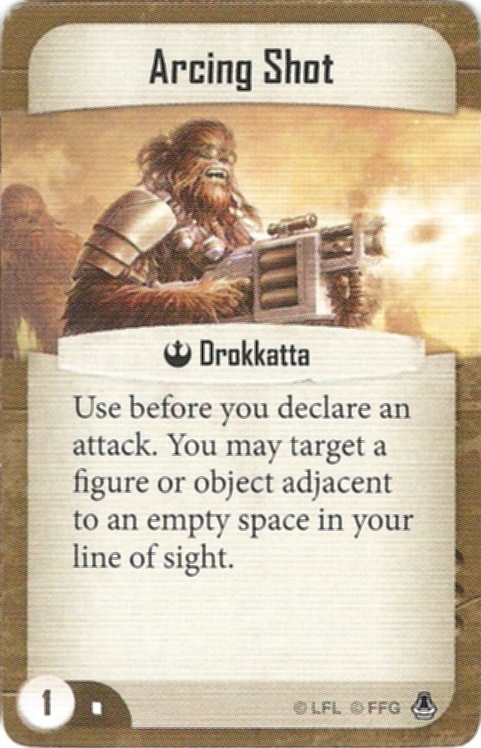 Arcing Shot
Drokkatta
Use before you declare an
attack. You may target a
figure or object adjacent
to an empty space in your
line of sight.
1
© LFL © FFG